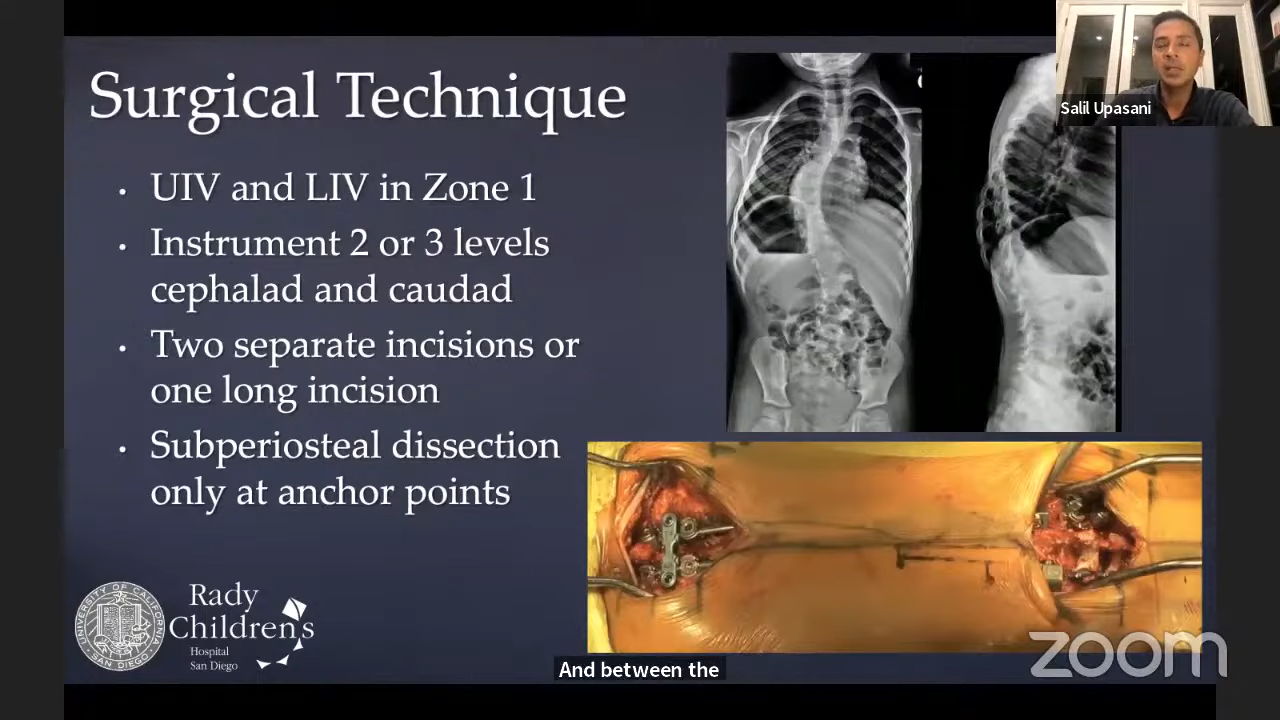 Surgical Technique
• UIV and LIV in Zone 1
• Instrument 2 or 3 levels
cephalad and caudad
• Two separate incisions or
one long incision
• Subperiosteal dissection
only at anchor points
UNIVERSITY OF CALIFORNIA
SAN DIEGO
Rady
Children's
Hospital
San Diego
Salil Upasani
And between the
zoom